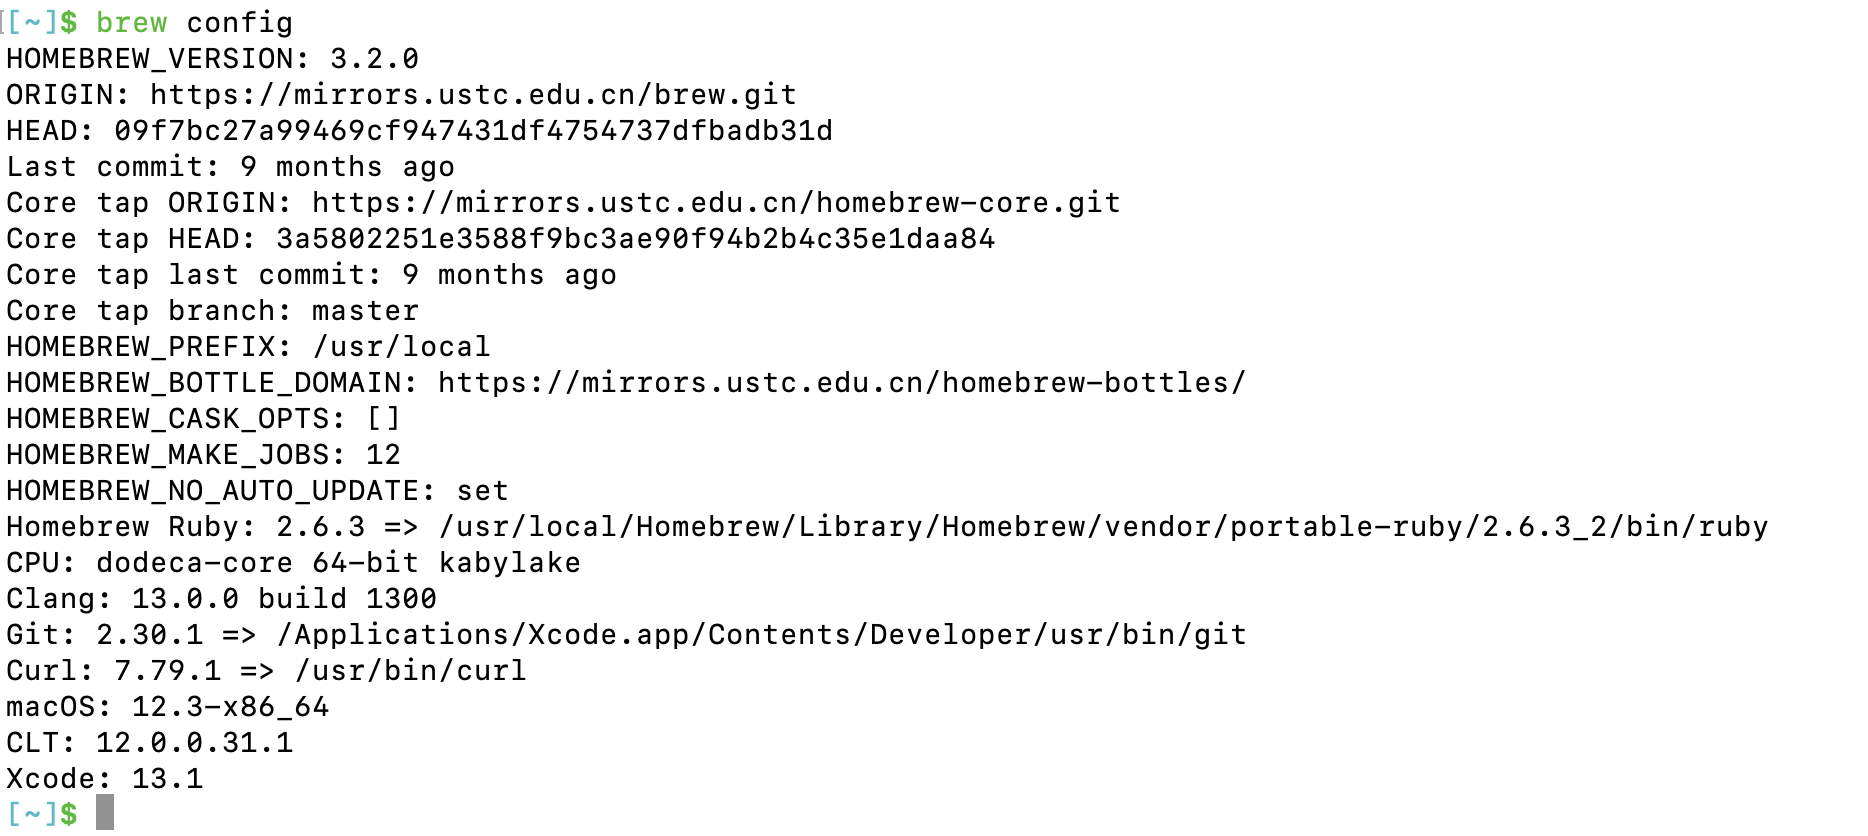 [~]$ brew config
HOMEBREW_VERSION: 3.2.0
ORIGIN: https://mirrors.ustc.edu.cn/brew.git
HEAD: 09f7bc27a99469cf947431df4754737dfbadb31d
Last commit: 9 months ago
Core tap ORIGIN: https://mirrors.ustc.edu.cn/homebrew-core.git
Core tap HEAD: 3a5802251e3588f9bc3ae90f94b2b4c35e1daa84
Core tap last commit: 9 months ago
Core tap branch: master
HOMEBREW_PREFIX: /usr/local
HOMEBREW_BOTTLE_DOMAIN: https://mirrors.ustc.edu.cn/homebrew-bottles/
HOMEBREW_CASK_OPTS: []
HOMEBREW_MAKE_JOBS: 12
HOMEBREW_NO_AUTO_UPDATE: set
Homebrew Ruby: 2.6.3 => /usr/local/Homebrew/Library/Homebrew/vendor/portable-ruby/2.6.3_2/bin/ruby
CPU: dodeca-core 64-bit kabylake
Clang: 13.0.0 build 1300
Git: 2.30.1 => /Applications/Xcode.app/Contents/Developer/usr/bin/git
Curl: 7.79.1 => /usr/bin/curl
macOS: 12.3-x86_64
CLT: 12.0.0.31.1
Xcode: 13.1
[~]$